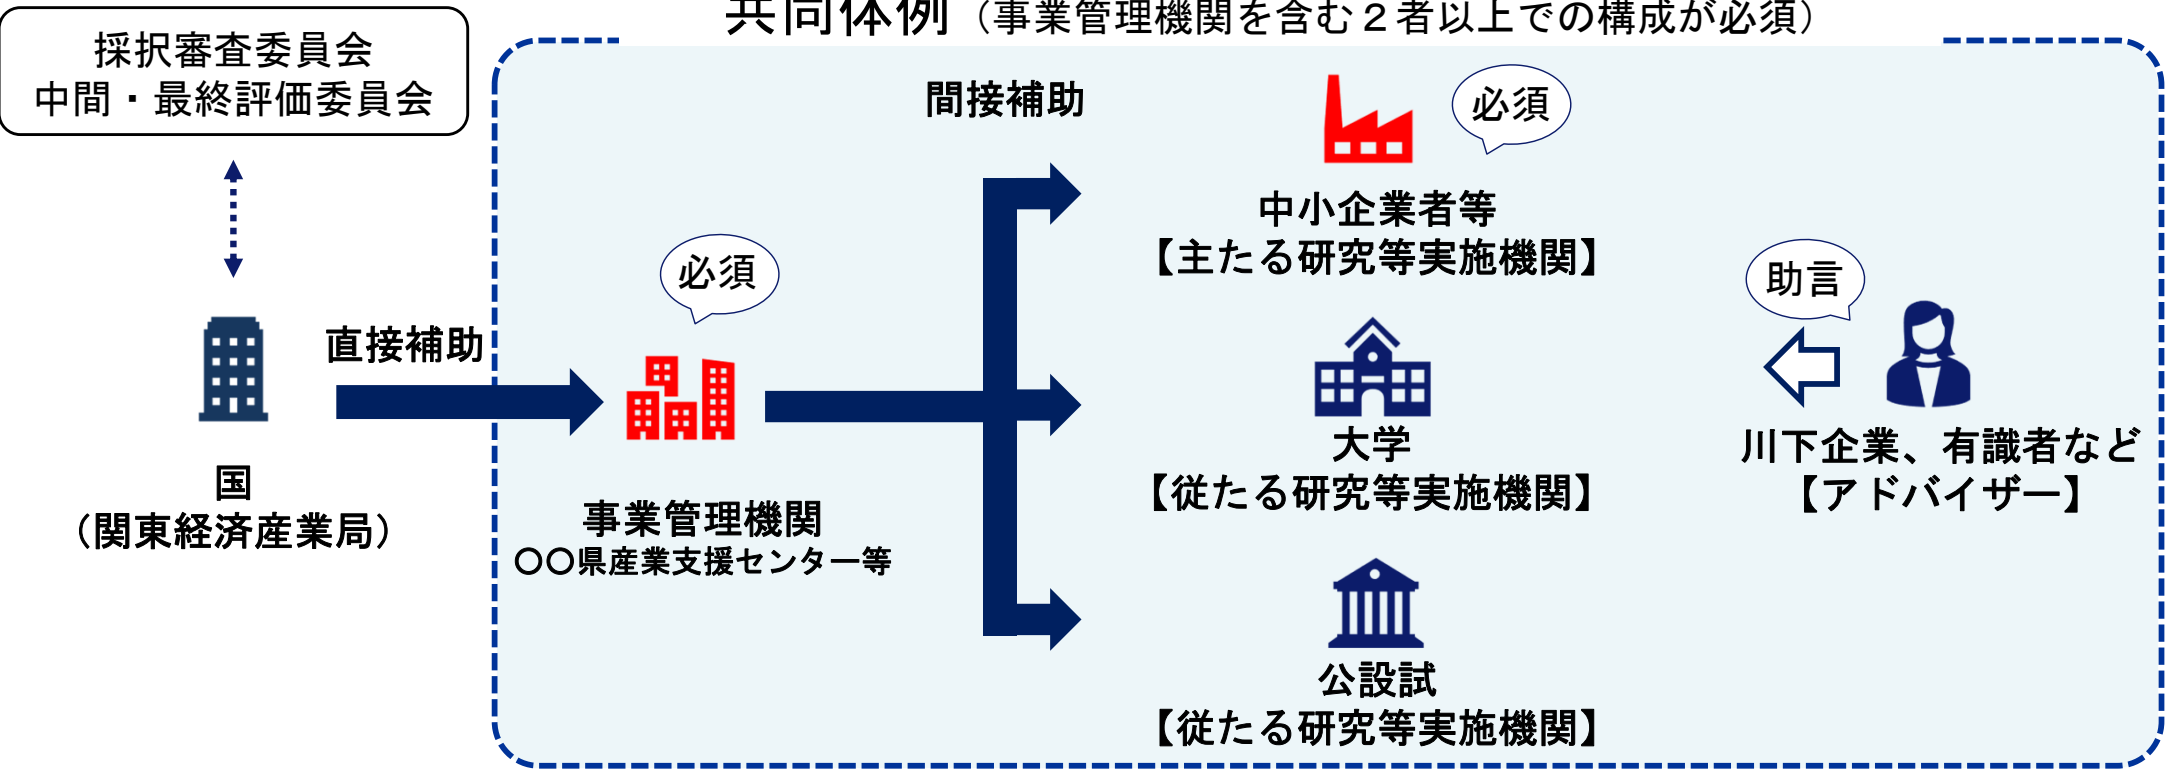 共同体例（事業管理機関を含む２者以上での構成が必須）
採択審査委員会
中間・最終評価委員会
国
（関東経済産業局）
直接補助
必須
事業管理機関
〇〇県産業支援センター等
間接補助
必須
中小企業者等
【主たる研究等実施機関】
大学
【従たる研究等実施機関】
公設試
【従たる研究等実施機関】
助言
川下企業、有識者など
【アドバイザー】